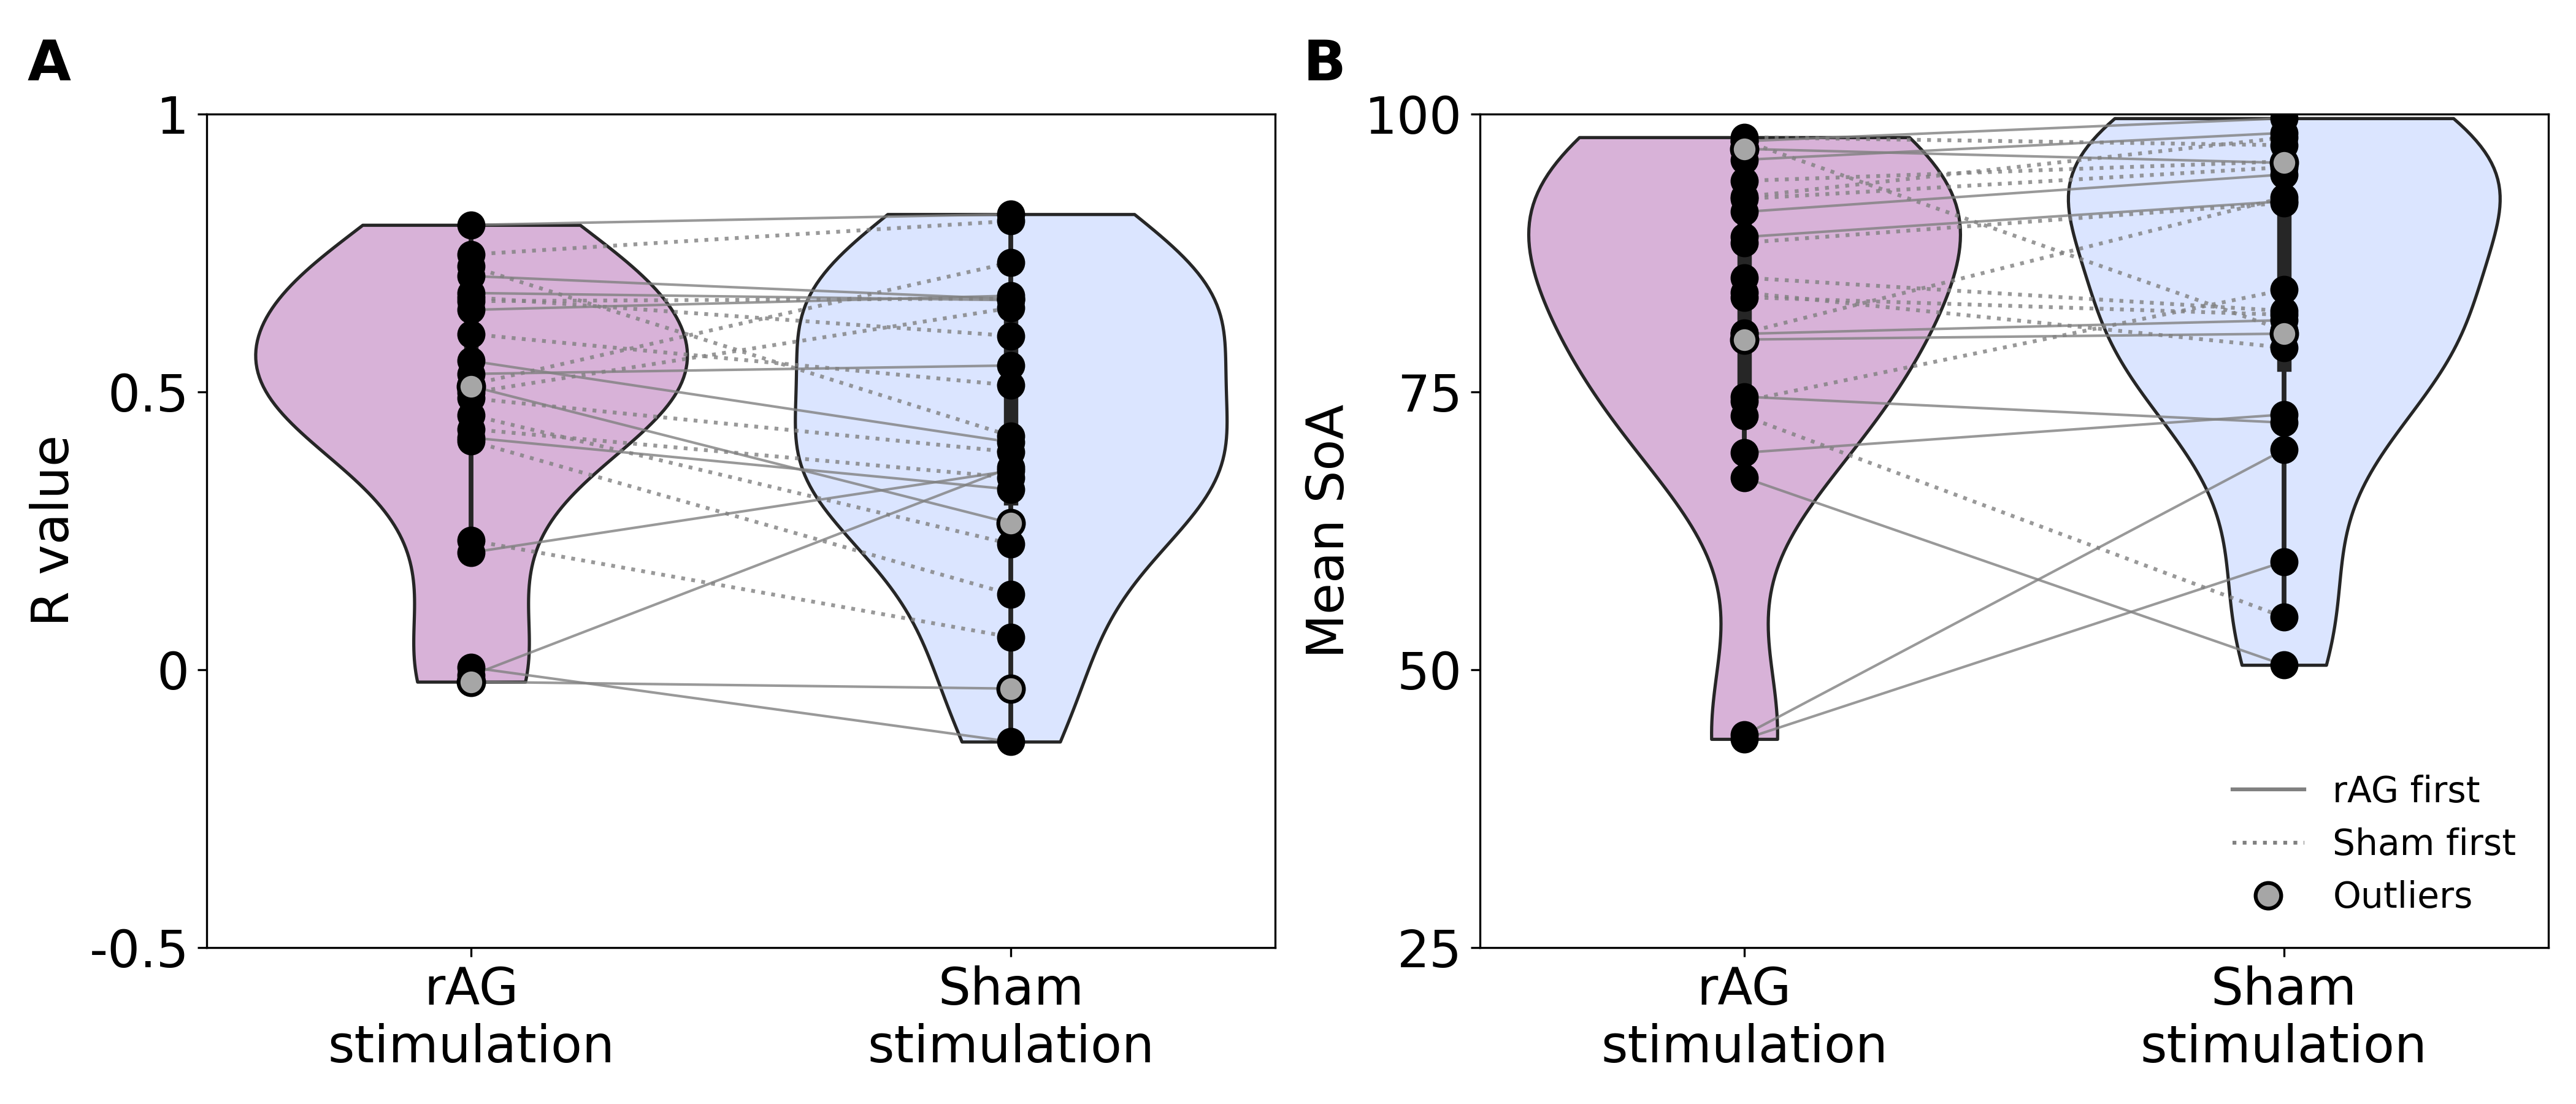 A
R value
1
0.5
0
-0.5
rAG
stimulation
Sham
stimulation
B
Mean SoA
100
75
50
25
rAG first
Sham first
Outliers
rAG
stimulation
Sham
stimulation